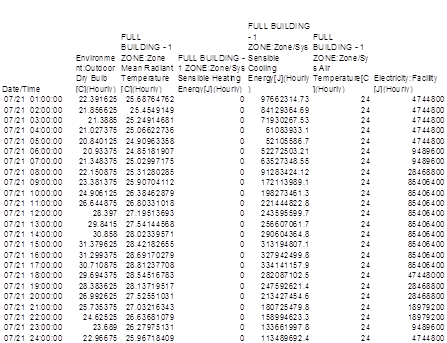 FULL BUILDING
FULL - 1 FULL
BUILDING - 1 ZONE:Zone/Sys BUILDING - 1
Environme ZONE:Zone FULL BUILDING - Sensible ZONE:Zone/Sy
nt:Outdoor Mean Radiant 1 ZONE:Zone/Sys Cooling s Air
Dry Bulb Temperature Sensible Heating Energy[J](Hourly Temperature[C Electricity:Facility
Date/Time [C](Hourly) [C](Hourly) Energy[J](Hourly) ) ](Hourly) [J](Hourly)
07/21 01:00:00 22.391625 25.68764762 0 97662314.73 24 4744800
07/21 02:00:00 21.856625 25.4549149 0 84129364.69 24 4744800
07/21 03:00:00 21.3885 25.24914681 0 71930267.53 24 4744800
07/21 04:00:00 21.027375 25.06622736 0 61083933.1 24 4744800
07/21 05:00:00 20.840125 24.90963358 0 52105586.7 24 4744800
07/21 06:00:00 20.93375 24.85181907 0 52272503.21 24 9489600
07/21 07:00:00 21.348375 25.02997175 0 63527348.55 24 9489600
07/21 08:00:00 22.150875 25.31280285 0 91283424.12 24 28468800
07/21 09:00:00 23.381375 25.90704112 0 172113989.1 24 85406400
07/21 10:00:00 24.906125 26.38462879 0 198273461.3 24 85406400
07/21 11:00:00 26.644875 26.80331018 0 221444822.8 24 85406400
07/21 12:00:00 28.397 27.19513693 0 243595599.7 24 85406400
07/21 13:00:00 29.8415 27.54144568 0 256607061.7 24 85406400
07/21 14:00:00 30.858 28.02339571 0 290604364.8 24 85406400
07/21 15:00:00 31.379625 28.42182655 0 313194807.1 24 85406400
07/21 16:00:00 31.299375 28.69170279 0 327942499.8 24 85406400
07/21 17:00:00 30.710875 28.81237708 0 334141157.9 24 85406400
07/21 18:00:00 29.694375 28.54516783 0 282087102.5 24 47448000
07/21 19:00:00 28.383625 28.13719517 0 247592621.4 24 28468800
07/21 20:00:00 26.992625 27.5255 1031 0 213427454.6 24 28468800
07/21 21:00:00 25.735375 27.03216343 0 180725479.8 24 18979200
07/21 22:00:00 24.62525 26.63681079 0 158994623.3 24 18979200
07/21 23:00:00 23.689 26.27975131 0 133661997.8 24 9489600
07/21 24:00:00 22.96675 25.96718409 0 113489692.4 24 4744800